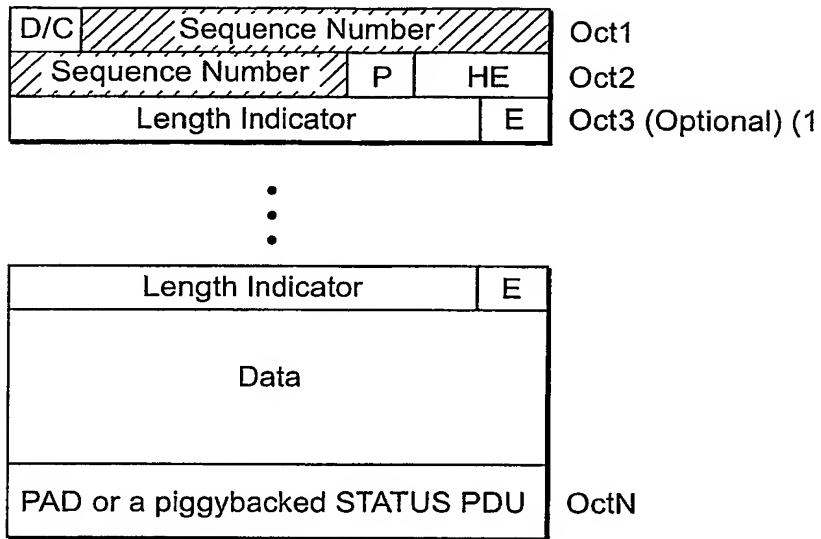 D/C Sequence Number Oct1
Sequence Number P HE Oct2
Length Indicator E Oct3 (Optional) (1
Length Indicator E
Data
PAD or a piggybacked STATUS PDU OctN